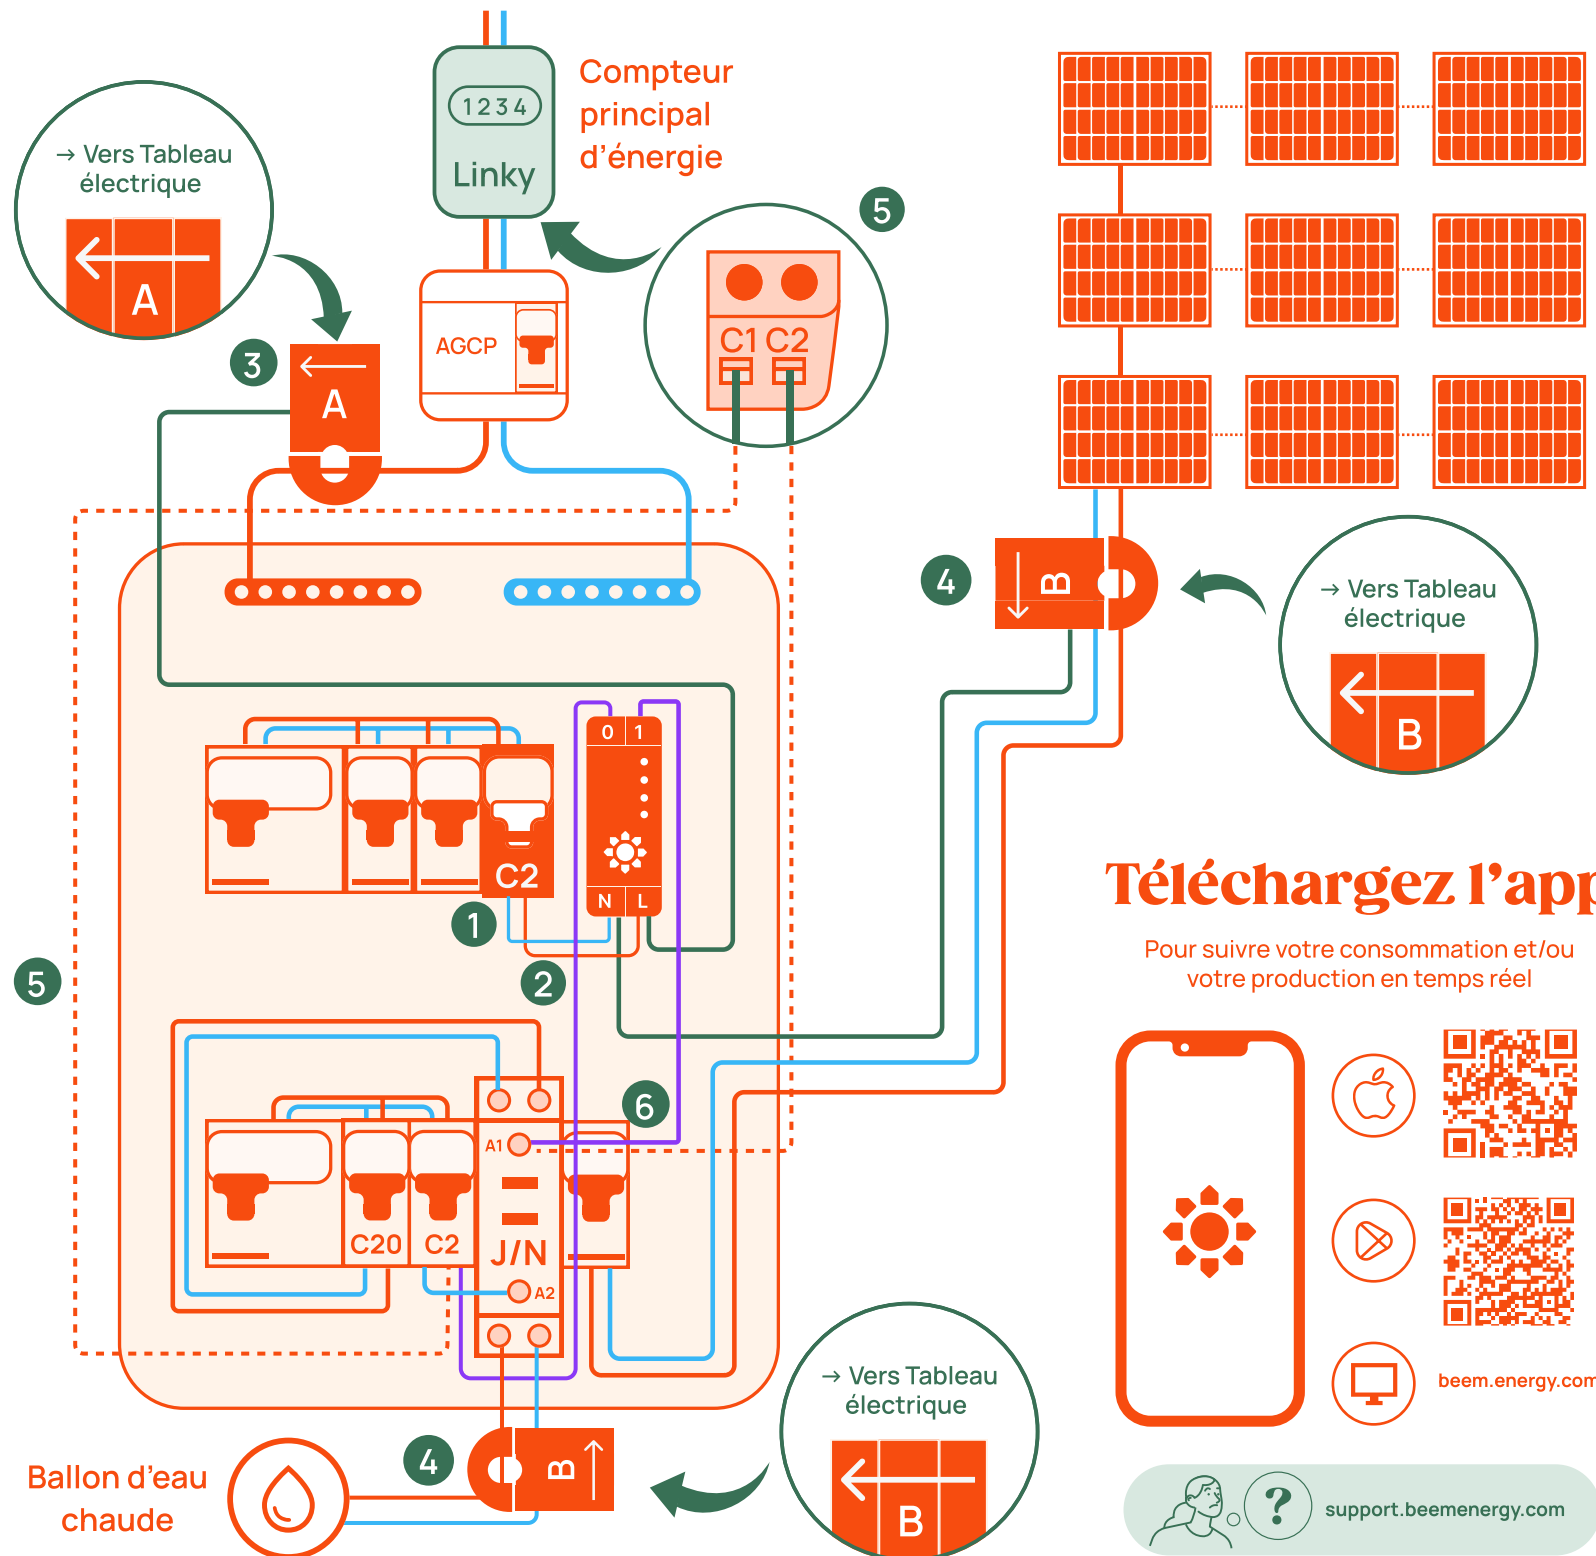 Compteur
principal
d’énergie
1234
Linky
→ Vers Tableau
électrique
A
5
C1 C2
AGCP
3
A
4
B
→ Vers Tableau
électrique
B
0 1
C2
N L
1
2
5
Téléchargez l’app
Pour suivre votre consommation et/ou
votre production en temps réel
6
A1
C20 C2
J/N
A2
→ Vers Tableau
électrique
B
beem.energy.com
Ballon d’eau
chaude
4
B
?
support.beemenergy.com